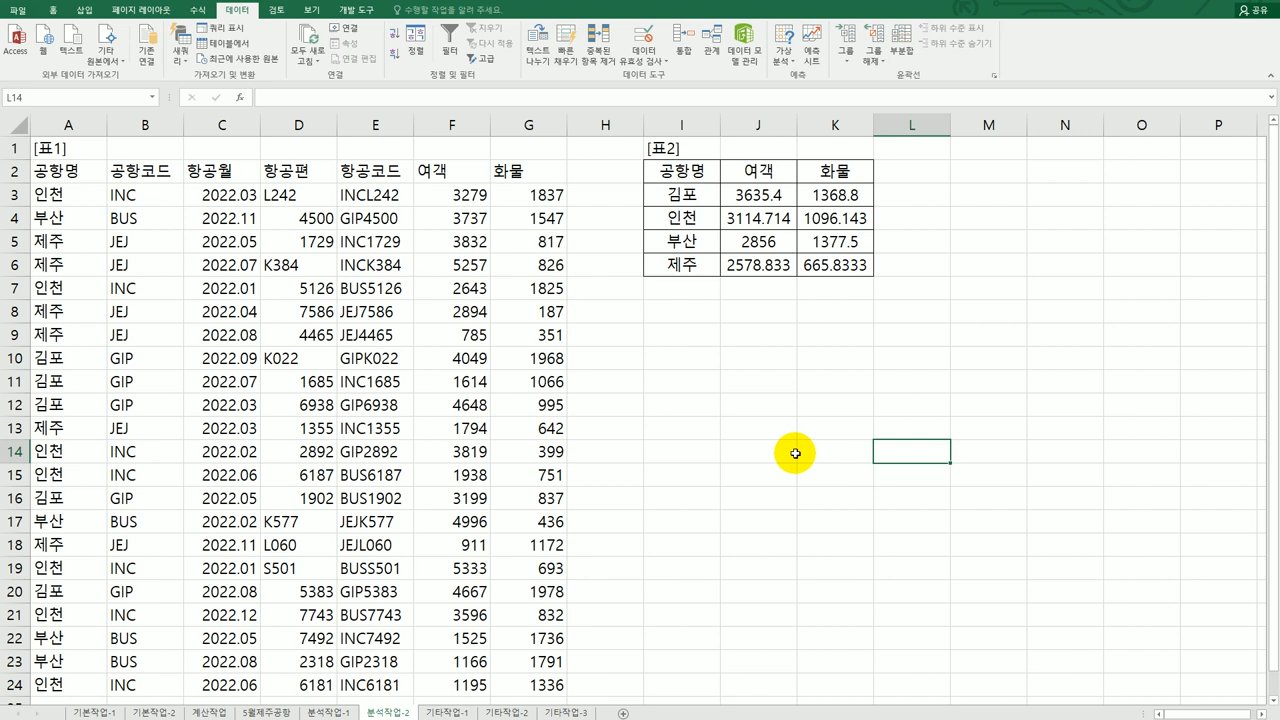 파일 홈 삽입 페이지 레이아웃 수식 데이터 검토 보기 개발 도구 수행할 작업을 알려 주세요. 공유
Access 웹 텍스트 기타 원본에서 기존 연결 새 쿼리 쿼리 표시 테이블에서 최근에 사용한 원본 모두 새로 고침 연결 속성 연결 편집 정렬 필터 지우기 다시 적용 고급 텍스트 나누기 빠른 채우기 중복된 항목 제거 데이터 유효성 검사 통합 관계 데이터 모델 관리 가상 분석 예측 시트 그룹 그룹 해제 부분합 하위 수준 표시 하위 수준 숨기기
외부 데이터 가져오기 가져오기 및 변환 연결 정렬 및 필터 데이터 도구 예측 윤곽선
L14 fx
A B C D E F G H I J K L M N O P
1 [표1] [표2]
2 공항명 공항코드 항공월 항공편 항공코드 여객 화물 공항명 여객 화물
3 인천 INC 2022.03 L242 INCL242 3279 1837 김포 3635.4 1368.8
4 부산 BUS 2022.11 4500 GIP4500 3737 1547 인천 3114.714 1096.143
5 제주 JEJ 2022.05 1729 INC1729 3832 817 부산 2856 1377.5
6 제주 JEJ 2022.07 K384 INCK384 5257 826 제주 2578.833 665.8333
7 인천 INC 2022.01 5126 BUS5126 2643 1825
8 제주 JEJ 2022.04 7586 JEJ7586 2894 187
9 제주 JEJ 2022.08 4465 JEJ4465 785 351
10 김포 GIP 2022.09 K022 GIPK022 4049 1968
11 김포 GIP 2022.07 1685 INC1685 1614 1066
12 김포 GIP 2022.03 6938 GIP6938 4648 995
13 제주 JEJ 2022.03 1355 INC1355 1794 642
14 인천 INC 2022.02 2892 GIP2892 3819 399
15 인천 INC 2022.06 6187 BUS6187 1938 751
16 김포 GIP 2022.05 1902 BUS1902 3199 837
17 부산 BUS 2022.02 K577 JEJK577 4996 436
18 제주 JEJ 2022.11 L060 JEJL060 911 1172
19 인천 INC 2022.01 S501 BUSS501 5333 693
20 김포 GIP 2022.08 5383 GIP5383 4667 1978
21 인천 INC 2022.12 7743 BUS7743 3596 832
22 부산 BUS 2022.05 7492 INC7492 1525 1736
23 부산 BUS 2022.08 2318 GIP2318 1166 1791
24 인천 INC 2022.06 6181 INC6181 1195 1336
기본작업-1 기본작업-2 계산작업 5월제주공항 분석작업-1 분석작업-2 기타작업-1 기타작업-2 기타작업-3